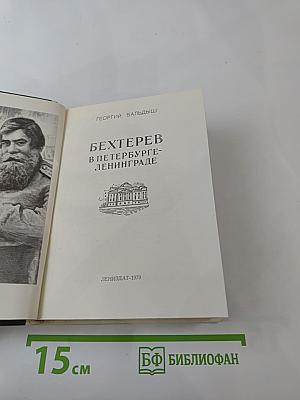 ГЕОРГИЙ БАЛЬДЫШ
БЕХТЕРЕВ
В ПЕТЕРБУРГЕ-
ЛЕНИНГРАДЕ
ЛЕНИЗДАТ·1979
15 см
БФ БИБЛИОФАН